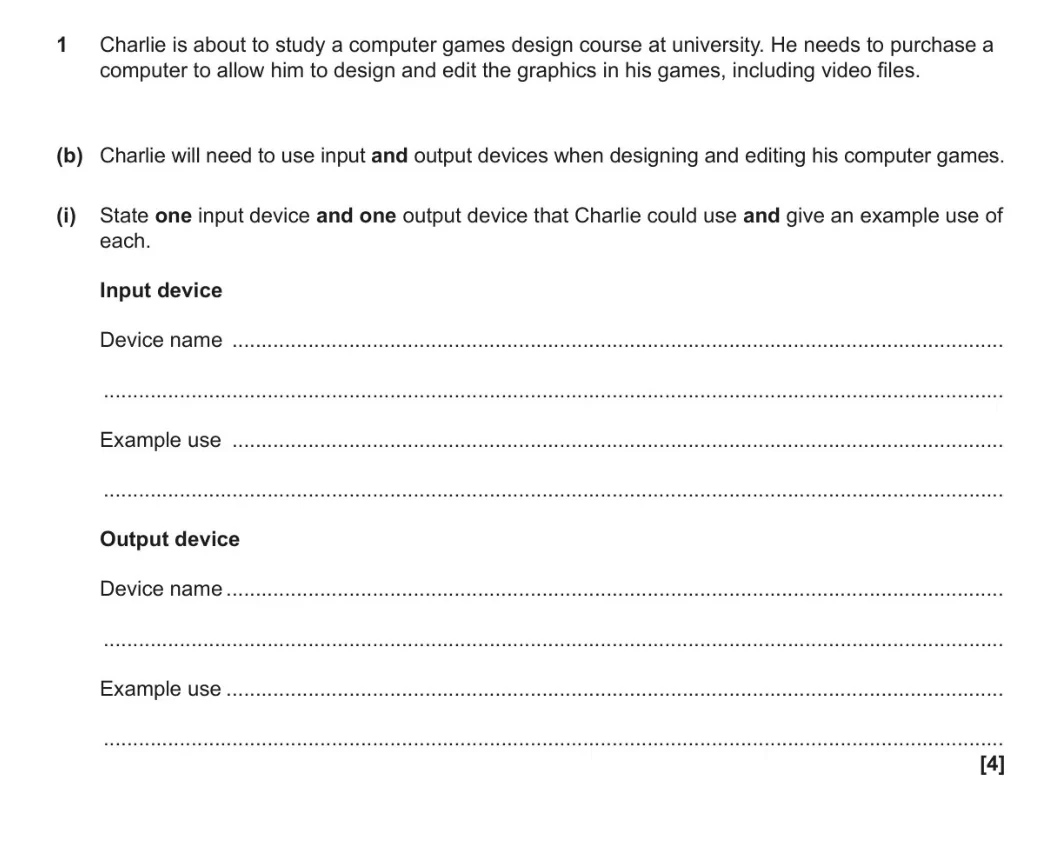 1 Charlie is about to study a computer games design course at university. He needs to purchase a
computer to allow him to design and edit the graphics in his games, including video files.
(b) Charlie will need to use input and output devices when designing and editing his computer games.
(i) State one input device and one output device that Charlie could use and give an example use of
each.
Input device
Device name ..........................................................................................................................................
..........................................................................................................................................
Example use ..........................................................................................................................................
..........................................................................................................................................
Output device
Device name ..........................................................................................................................................
..........................................................................................................................................
Example use ..........................................................................................................................................
..........................................................................................................................................
[4]